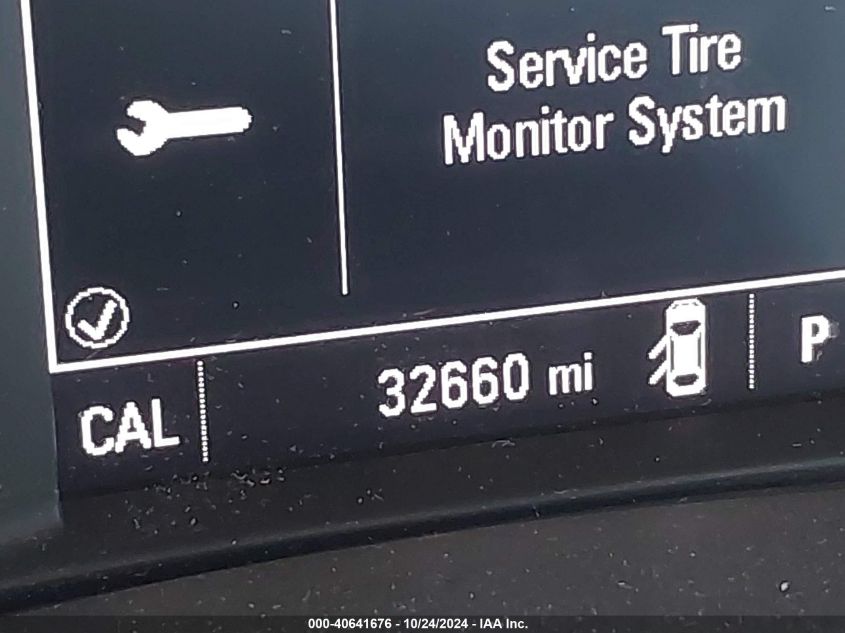 Service Tire
Monitor System
CAL
32660 mi
P
000-40641676 - 10/24/2024 - IAA Inc.